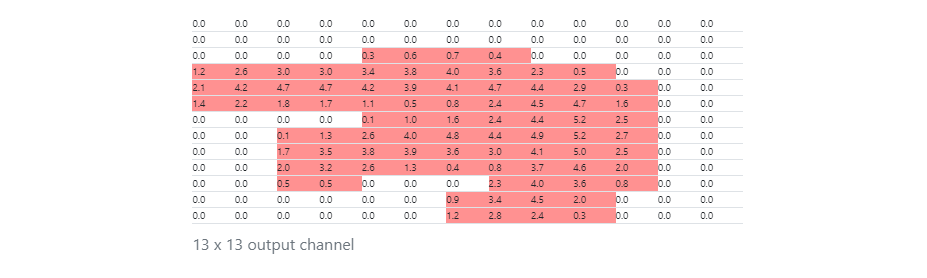 0.0 0.0 0.0 0.0 0.0 0.0 0.0 0.0 0.0 0.0 0.0 0.0 0.0
0.0 0.0 0.0 0.0 0.0 0.0 0.0 0.0 0.0 0.0 0.0 0.0 0.0
0.0 0.0 0.0 0.0 0.3 0.6 0.7 0.4 0.0 0.0 0.0 0.0 0.0
1.2 2.6 3.0 3.0 3.4 3.8 4.0 3.6 2.3 0.5 0.0 0.0 0.0
2.1 4.2 4.7 4.7 4.2 3.9 4.1 4.7 4.4 2.9 0.3 0.0 0.0
1.4 2.2 1.8 1.7 1.1 0.5 0.8 2.4 4.5 4.7 1.6 0.0 0.0
0.0 0.0 0.0 0.0 0.1 1.0 1.6 2.4 4.4 5.2 2.5 0.0 0.0
0.0 0.0 0.1 1.3 2.6 4.0 4.8 4.4 4.9 5.2 2.7 0.0 0.0
0.0 0.0 1.7 3.5 3.8 3.9 3.6 3.0 4.1 5.0 2.5 0.0 0.0
0.0 0.0 2.0 3.2 2.6 1.3 0.4 0.8 3.7 4.6 2.0 0.0 0.0
0.0 0.0 0.5 0.5 0.0 0.0 0.0 2.3 4.0 3.6 0.8 0.0 0.0
0.0 0.0 0.0 0.0 0.0 0.0 0.9 3.4 4.5 2.0 0.0 0.0 0.0
0.0 0.0 0.0 0.0 0.0 0.0 1.2 2.8 2.4 0.3 0.0 0.0 0.0
13 x 13 output channel